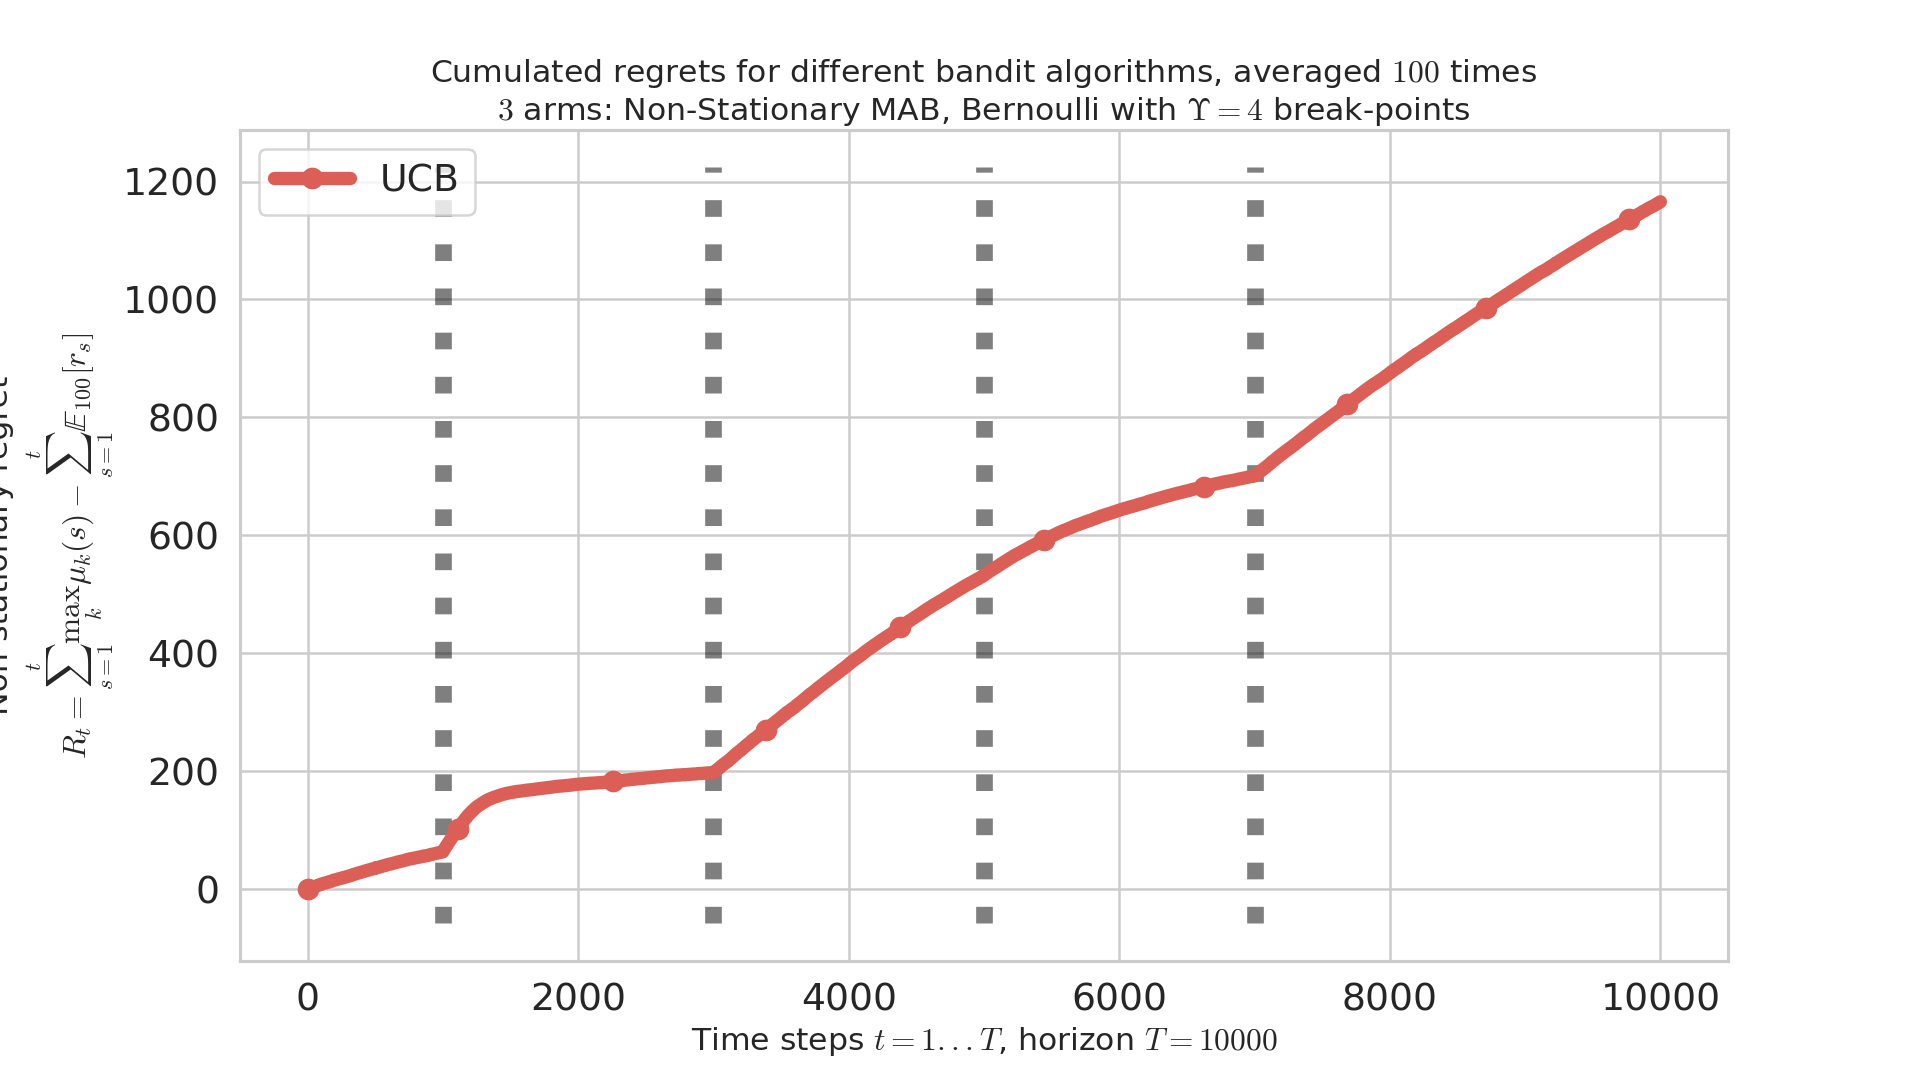 Cumulated regrets for different bandit algorithms, averaged 100 times
3 arms: Non-Stationary MAB, Bernoulli with ϒ = 4 break-points
UCB
1200
1000
800
600
400
200
0
Non-stationary regret
R_t = ∑_{s=1}^{t} max_k μ_k(s) − ∑_{s=1}^{t} 𝔼_{100}[r_s]
0 2000 4000 6000 8000 10000
Time steps t = 1…T, horizon T = 10000